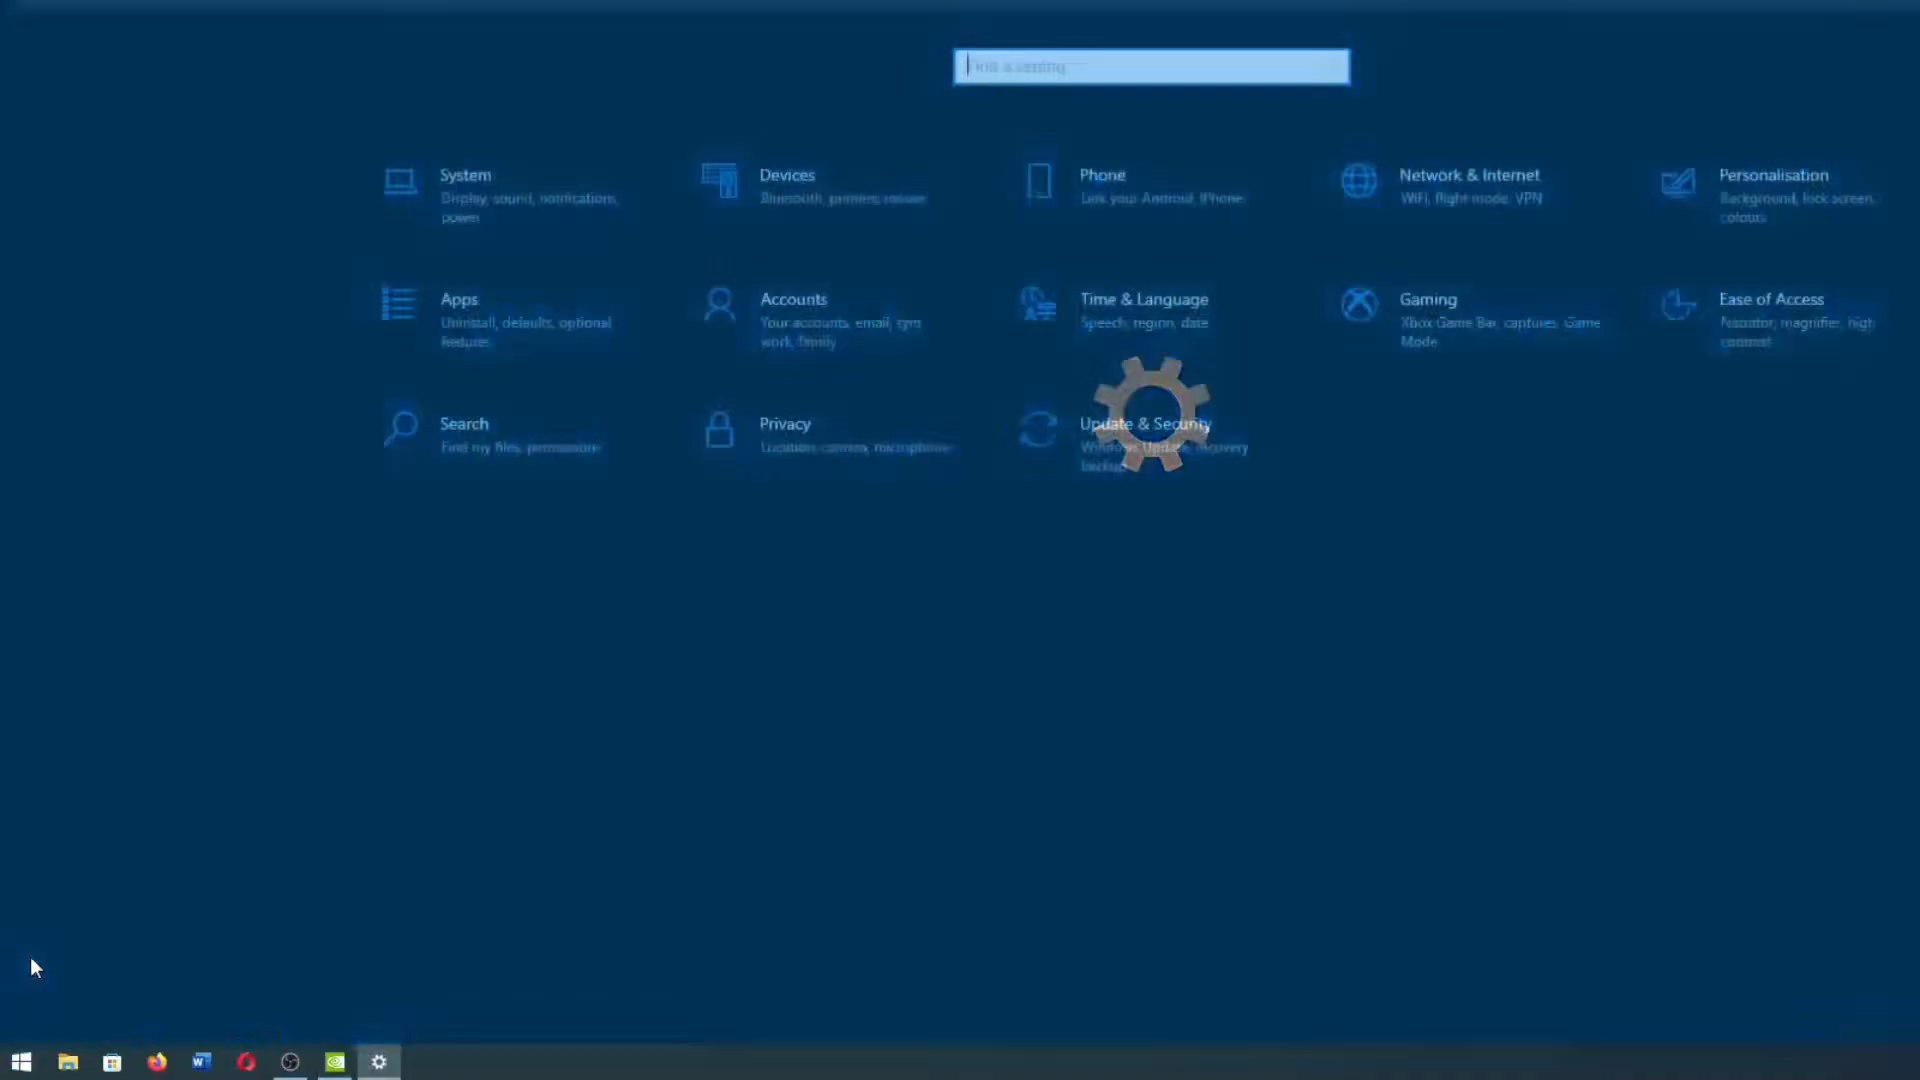 Find a setting
System
Display, sound, notifications,
power
Devices
Bluetooth, printers, mouse
Phone
Link your Android, iPhone
Network & Internet
WiFi, flight mode, VPN
Personalisation
Background, lock screen,
colours
Apps
Uninstall, defaults, optional
features
Accounts
Your accounts, email, sync,
work, family
Time & Language
Speech, region, date
Gaming
Xbox Game Bar, captures, Game
Mode
Ease of Access
Narrator, magnifier, high
contrast
Search
Find my files, permissions
Privacy
Location, camera, microphone
Update & Security
Windows Update, recovery
backup